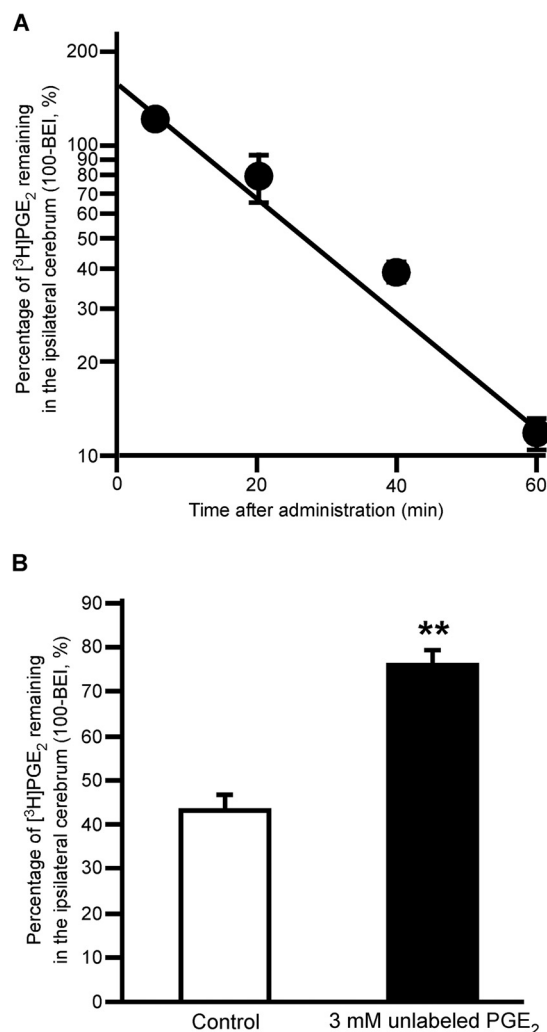 A
Percentage of [³H]PGE₂ remaining
in the ipsilateral cerebrum (100-BEI, %)
200
100
90
80
70
60
50
40
30
20
10
0
20
40
60
Time after administration (min)
B
Percentage of [³H]PGE₂ remaining
in the ipsilateral cerebrum (100-BEI, %)
90
80
70
60
50
40
30
20
10
0
**
Control
3 mM unlabeled PGE₂